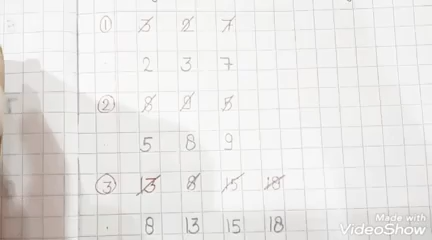 ① 3 2 7
2 3 7
② 8 9 5
5 8 9
③ 13 8 15 18
8 13 15 18
Made with
VideoShow